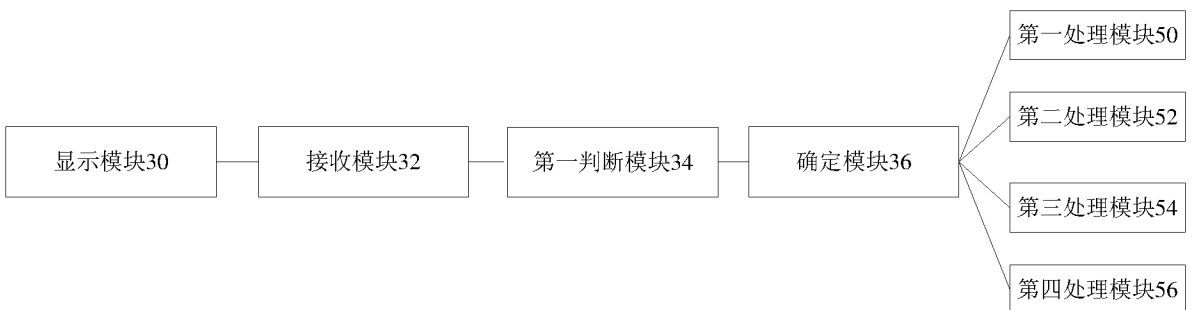 显示模块30
接收模块32
第一判断模块34
确定模块36
第一处理模块50
第二处理模块52
第三处理模块54
第四处理模块56